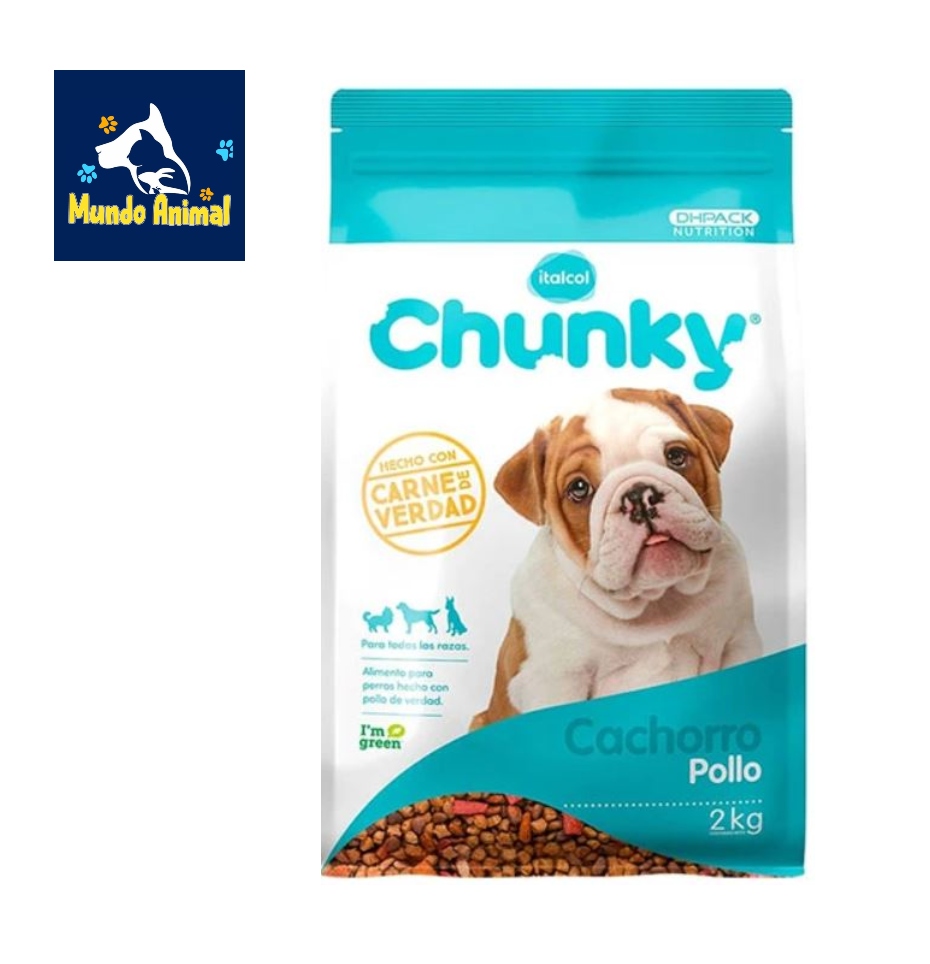 Mundo Animal
DHPACK
NUTRITION
italcol
Chunky®
HECHO CON
CARNE DE
VERDAD
Para todas las razas.
Alimento para
perros hecho con
pollo de verdad.
I'm
green
Cachorro
Pollo
2kg